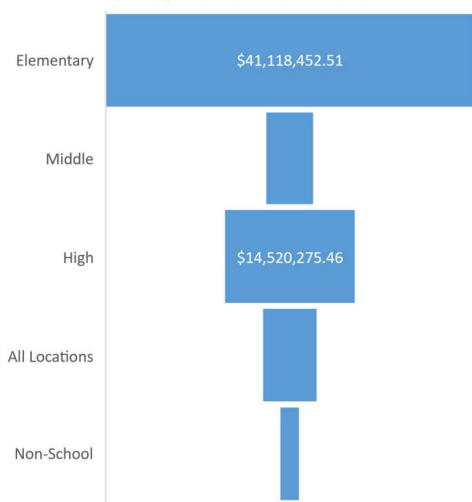 Elementary
$41,118,452.51
Middle
High
$14,520,275.46
All Locations
Non-School